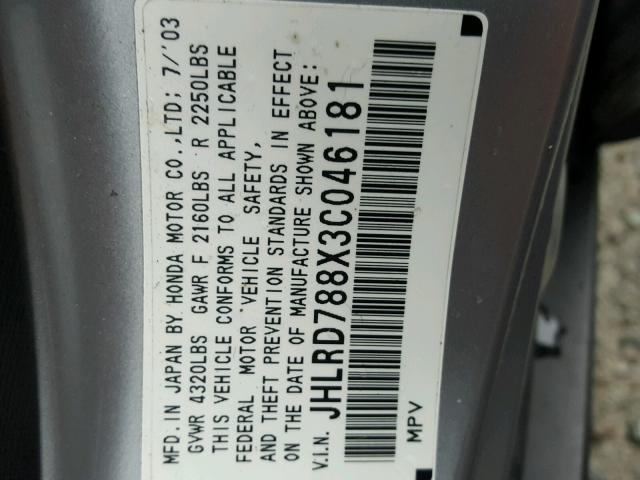 MFD.IN JAPAN BY HONDA MOTOR CO.,LTD; 7/'03
GVWR 4320LBS GAWR F 2160LBS R 2250LBS
THIS VEHICLE CONFORMS TO ALL APPLICABLE
FEDERAL MOTOR VEHICLE SAFETY,
AND THEFT PREVENTION STANDARDS IN EFFECT
ON THE DATE OF MANUFACTURE SHOWN ABOVE:
V.I.N. JHLRD788X3C046181
MPV